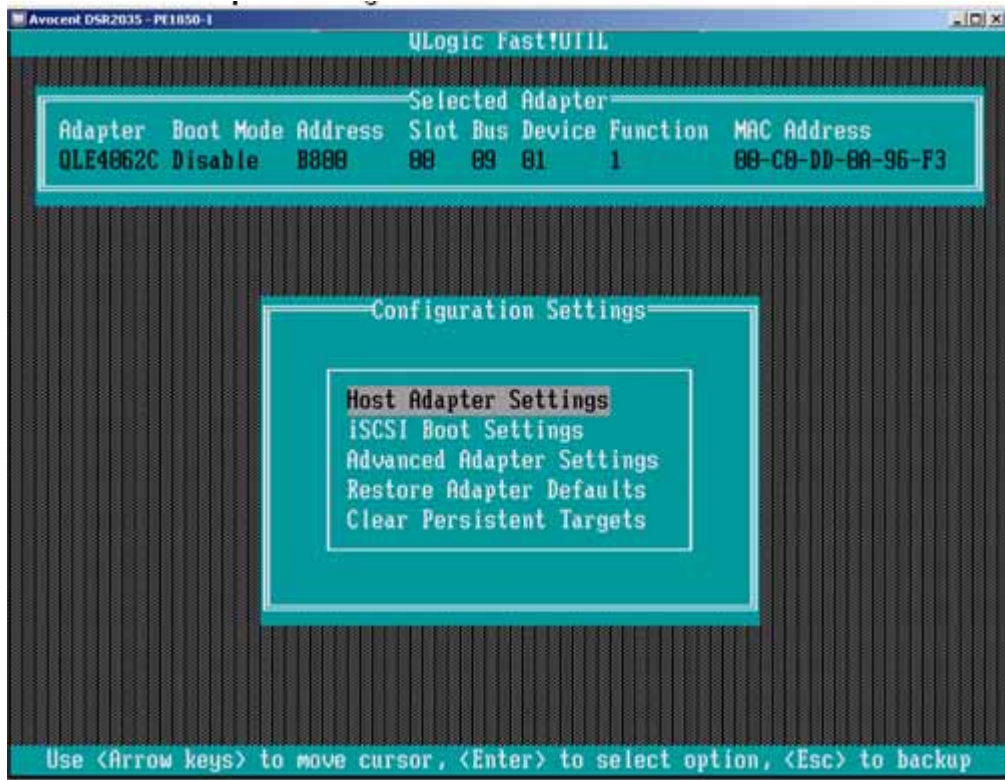 Avocent DSR2035 - PE1850-1
QLogic Fast!UTIL
Selected Adapter
Adapter Boot Mode Address Slot Bus Device Function MAC Address
QLE4062C Disable B800 00 09 01 1 00-C0-DD-0A-96-F3
Configuration Settings
Host Adapter Settings
iSCSI Boot Settings
Advanced Adapter Settings
Restore Adapter Defaults
Clear Persistent Targets
Use <Arrow keys> to move cursor, <Enter> to select option, <Esc> to backup